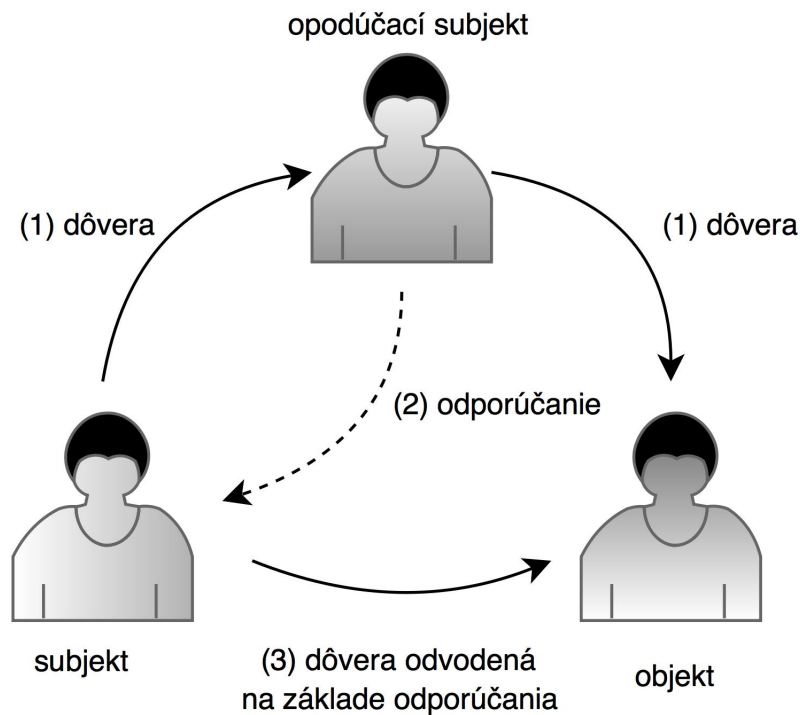 opodúčací subjekt
(1) dôvera
(1) dôvera
(2) odporúčanie
subjekt
(3) dôvera odvodená
na základe odporúčania
objekt